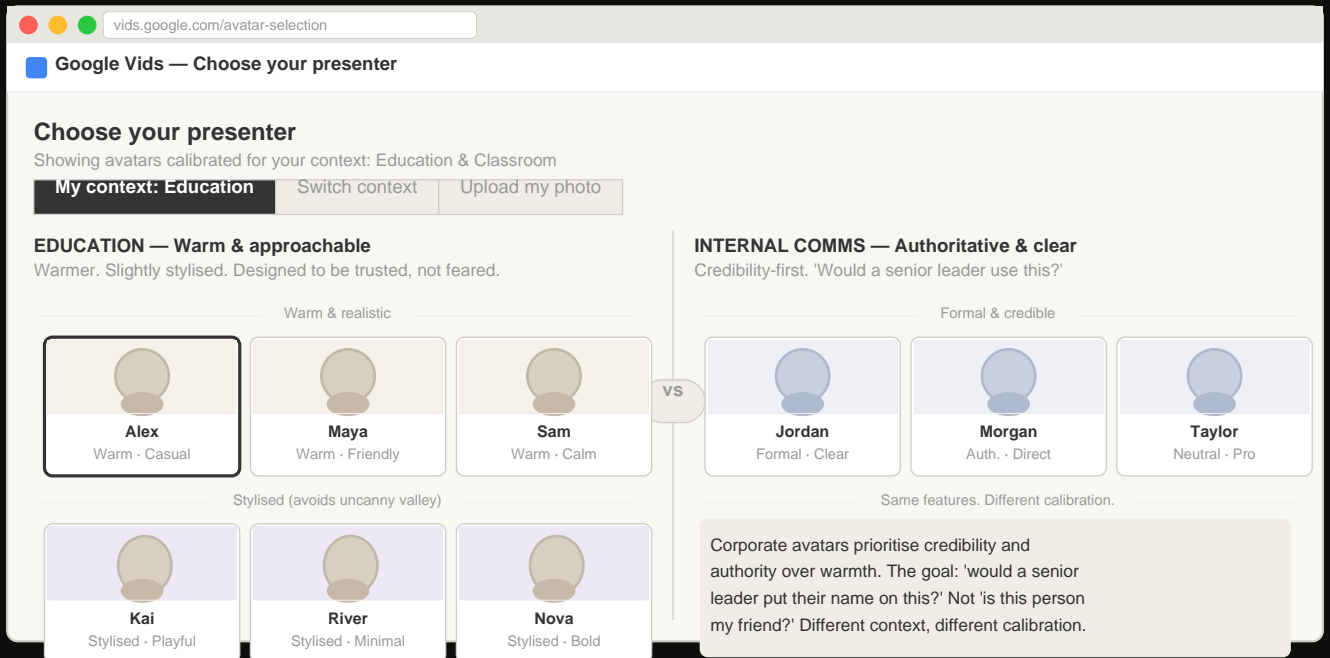 vids.google.com/avatar-selection
Google Vids — Choose your presenter
Choose your presenter
Showing avatars calibrated for your context: Education & Classroom
My context: Education
Switch context
Upload my photo
EDUCATION — Warm & approachable
Warmer. Slightly stylised. Designed to be trusted, not feared.
Warm & realistic
Alex
Warm · Casual
Maya
Warm · Friendly
Sam
Warm · Calm
Stylised (avoids uncanny valley)
Kai
Stylised · Playful
River
Stylised · Minimal
Nova
Stylised · Bold
VS
INTERNAL COMMS — Authoritative & clear
Credibility-first. 'Would a senior leader use this?'
Formal & credible
Jordan
Formal · Clear
Morgan
Auth. · Direct
Taylor
Neutral · Pro
Same features. Different calibration.
Corporate avatars prioritise credibility and
authority over warmth. The goal: 'would a senior
leader put their name on this?' Not 'is this person
my friend?' Different context, different calibration.